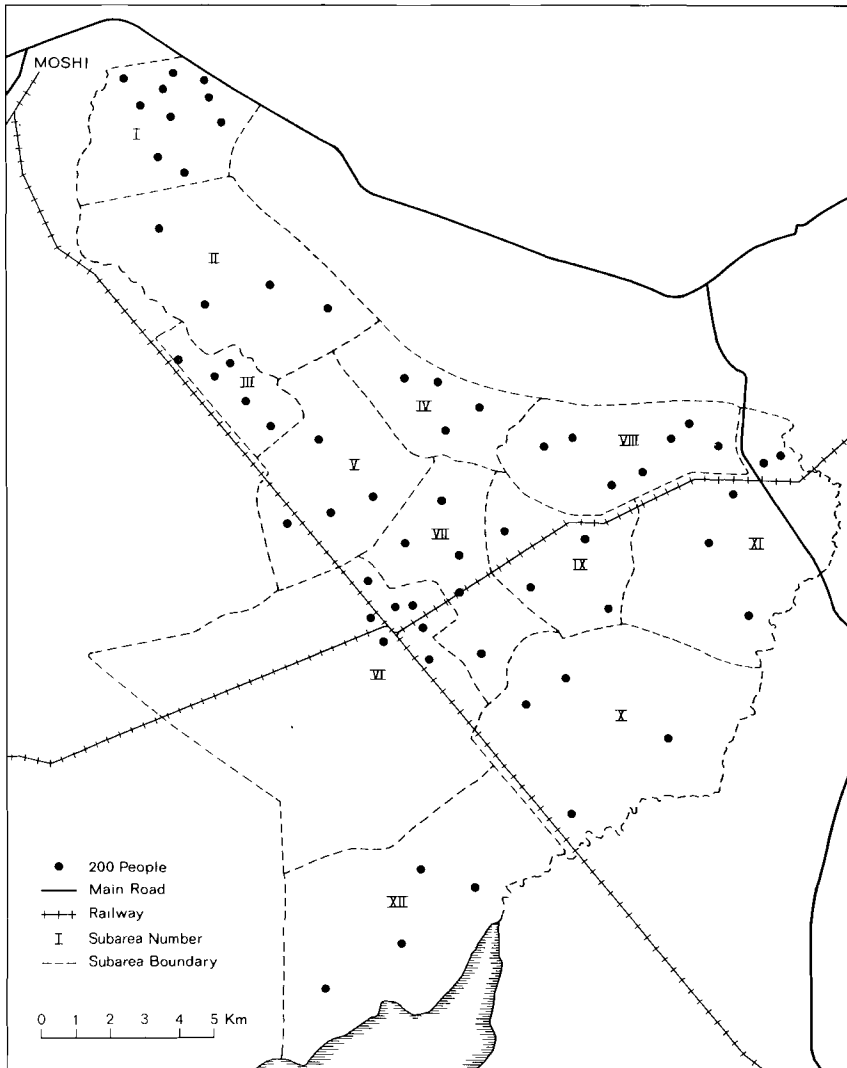 MOSHI
I
II
III
IV
VIII
V
VII
IX
XI
VI
X
XII
200 People
Main Road
Railway
I Subarea Number
Subarea Boundary
0 1 2 3 4 5 Km